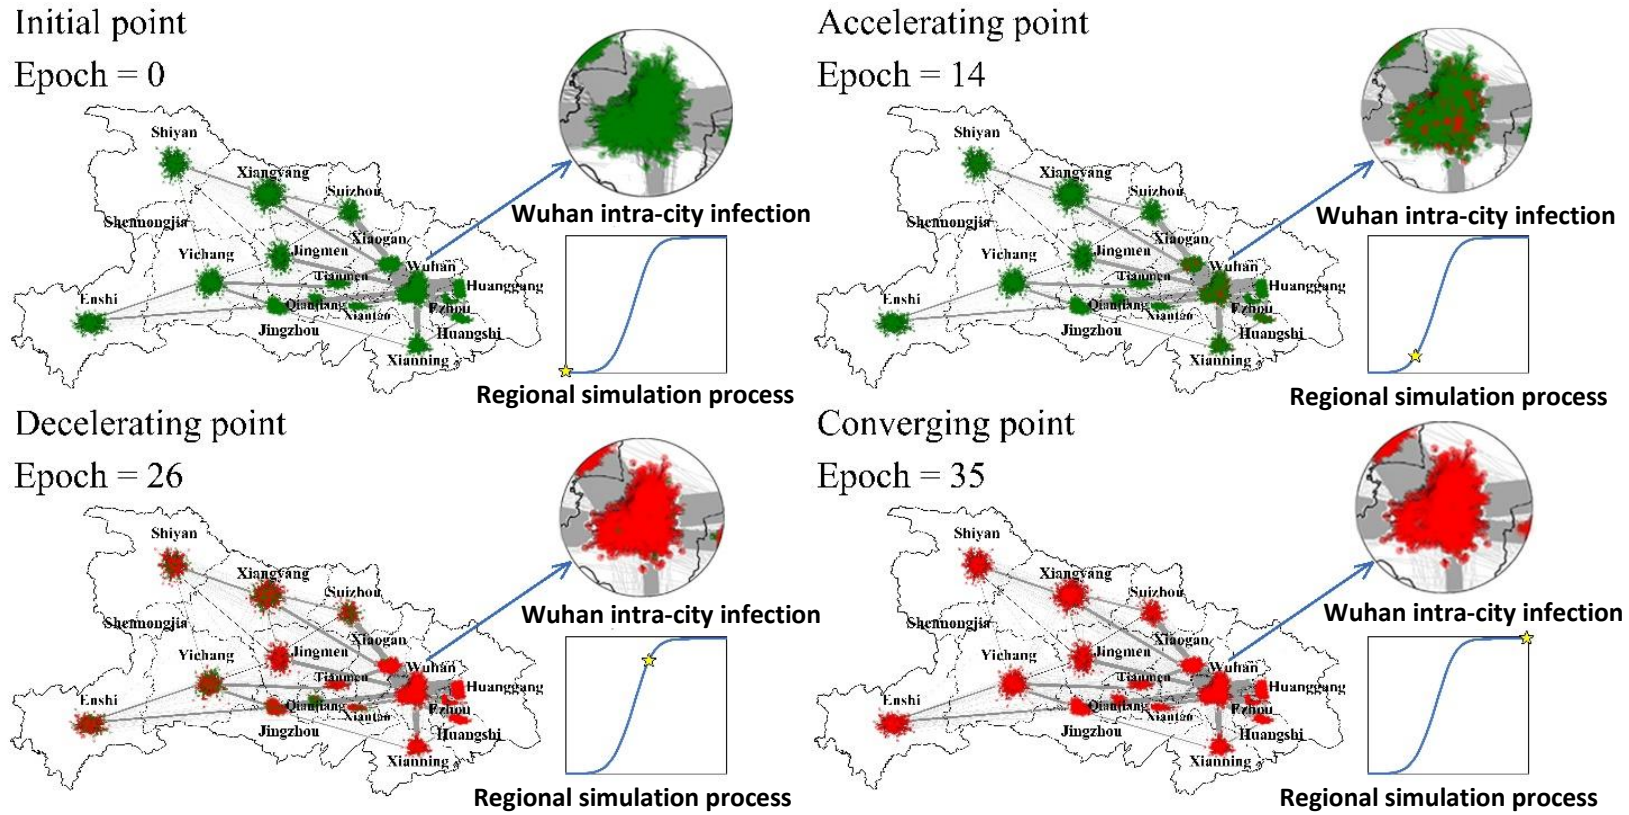 Initial point
Epoch = 0
Shiyan
Xiangyang
Suizhou
Shennongjia
Xiaogan
Yichang
Jingmen
Wuhan
Tianmen
Huanggang
Enshi
Qianjiang
Xiantao
Ezhou
Jingzhou
Huangshi
Xianning
Wuhan intra-city infection
Regional simulation process
Accelerating point
Epoch = 14
Shiyan
Xiangyang
Suizhou
Shennongjia
Xiaogan
Yichang
Jingmen
Wuhan
Tianmen
Huanggang
Enshi
Qianjiang
Xiantao
Ezhou
Jingzhou
Huangshi
Xianning
Wuhan intra-city infection
Regional simulation process
Decelerating point
Epoch = 26
Shiyan
Xiangyang
Suizhou
Shennongjia
Xiaogan
Yichang
Jingmen
Wuhan
Tianmen
Huanggang
Enshi
Qianjiang
Xiantao
Ezhou
Jingzhou
Huangshi
Xianning
Wuhan intra-city infection
Regional simulation process
Converging point
Epoch = 35
Shiyan
Xiangyang
Suizhou
Shennongjia
Xiaogan
Yichang
Jingmen
Wuhan
Tianmen
Huanggang
Enshi
Qianjiang
Xiantao
Ezhou
Jingzhou
Huangshi
Xianning
Wuhan intra-city infection
Regional simulation process